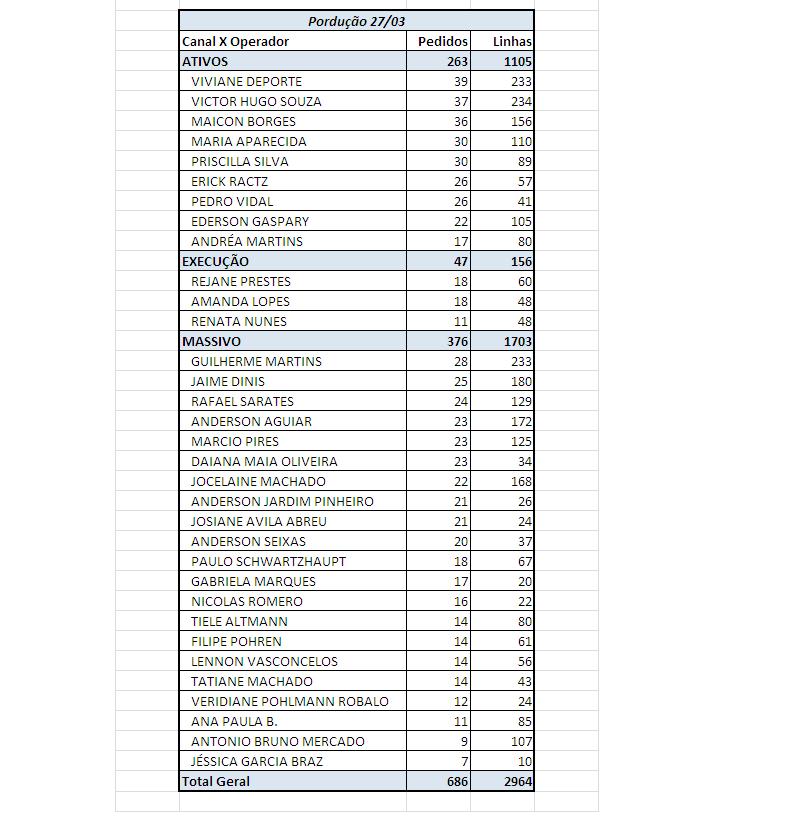 Pordução 27/03
Canal X Operador Pedidos Linhas
ATIVOS 263 1105
VIVIANE DEPORTE 39 233
VICTOR HUGO SOUZA 37 234
MAICON BORGES 36 156
MARIA APARECIDA 30 110
PRISCILLA SILVA 30 89
ERICK RACTZ 26 57
PEDRO VIDAL 26 41
EDERSON GASPARY 22 105
ANDRÉA MARTINS 17 80
EXECUÇÃO 47 156
REJANE PRESTES 18 60
AMANDA LOPES 18 48
RENATA NUNES 11 48
MASSIVO 376 1703
GUILHERME MARTINS 28 233
JAIME DINIS 25 180
RAFAEL SARATES 24 129
ANDERSON AGUIAR 23 172
MARCIO PIRES 23 125
DAIANA MAIA OLIVEIRA 23 34
JOCELAINE MACHADO 22 168
ANDERSON JARDIM PINHEIRO 21 26
JOSIANE AVILA ABREU 21 24
ANDERSON SEIXAS 20 37
PAULO SCHWARTZHAUPT 18 67
GABRIELA MARQUES 17 20
NICOLAS ROMERO 16 22
TIELE ALTMANN 14 80
FILIPE POHREN 14 61
LENNON VASCONCELOS 14 56
TATIANE MACHADO 14 43
VERIDIANE POHLMANN ROBALO 12 24
ANA PAULA B. 11 85
ANTONIO BRUNO MERCADO 9 107
JÉSSICA GARCIA BRAZ 7 10
Total Geral 686 2964